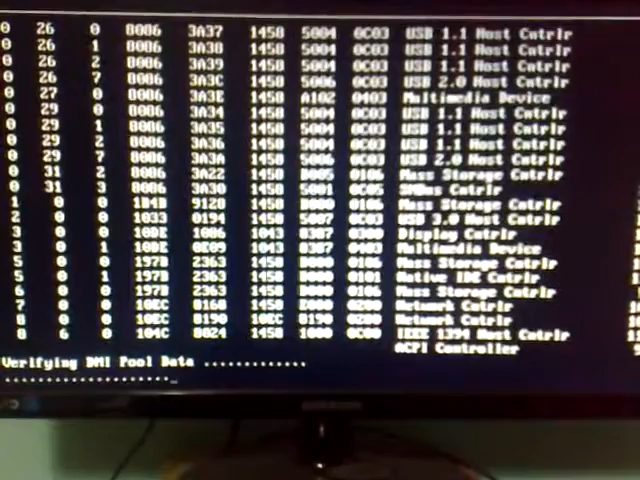 0 26 0 8086 3A37 1458 5004 0C03 USB 1.1 Host Cntrlr
0 26 1 8086 3A38 1458 5004 0C03 USB 1.1 Host Cntrlr
0 26 2 8086 3A39 1458 5004 0C03 USB 1.1 Host Cntrlr
0 26 7 8086 3A3C 1458 5006 0C03 USB 2.0 Host Cntrlr
0 27 0 8086 3A3E 1458 A102 0403 Multimedia Device
0 29 0 8086 3A34 1458 5004 0C03 USB 1.1 Host Cntrlr
0 29 1 8086 3A35 1458 5004 0C03 USB 1.1 Host Cntrlr
0 29 2 8086 3A36 1458 5004 0C03 USB 1.1 Host Cntrlr
0 29 7 8086 3A3A 1458 5006 0C03 USB 2.0 Host Cntrlr
0 31 2 8086 3A22 1458 B005 0106 Mass Storage Cntrlr
0 31 3 8086 3A30 1458 5001 0C05 SMBus Cntrlr
1 0 0 1B4B 9120 1458 B000 0106 Mass Storage Cntrlr
2 0 0 1033 0194 1458 5007 0C03 USB 3.0 Host Cntrlr
3 0 0 10DE 1086 1043 8387 0300 Display Cntrlr
3 0 1 10DE 0E09 1043 8387 0403 Multimedia Device
5 0 0 197B 2363 1458 B000 0106 Mass Storage Cntrlr
5 0 1 197B 2363 1458 B000 0101 Native IDE Cntrlr
6 0 0 197B 2363 1458 B000 0106 Mass Storage Cntrlr
7 0 0 10EC 8168 1458 E000 0200 Network Cntrlr
8 0 0 10EC 8190 10EC 8190 0280 Network Cntrlr
8 6 0 104C 8024 1458 1000 0C00 IEEE 1394 Host Cntrlr
ACPI Controller
Verifying DMI Pool Data .............
....................._